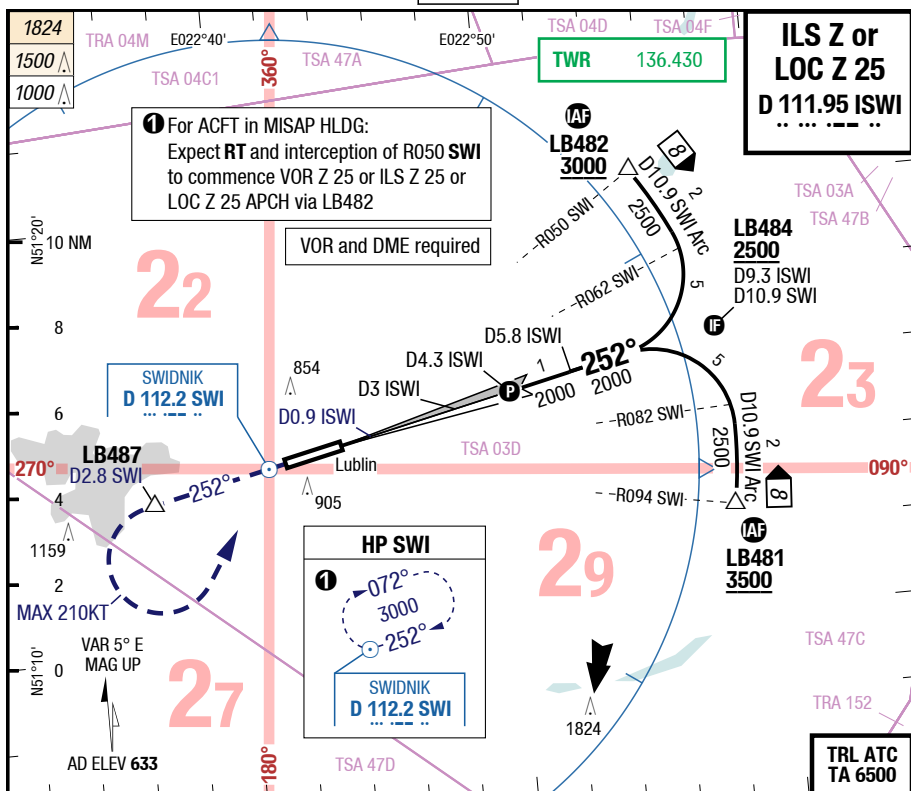 1824
1500
1000
TRA 04M
E022°40'
360°
TSA 47A
TSA 04C1
E022°50'
TSA 04D
TSA 04F
TWR 136.430
ILS Z or
LOC Z 25
D 111.95 ISWI
1 For ACFT in MISAP HLDG:
Expect RT and interception of R050 SWI
to commence VOR Z 25 or ILS Z 25 or
LOC Z 25 APCH via LB482
VOR and DME required
IAF
LB482
3000
8
D10.9 SWI Arc
2
2500
R050 SWI
R062 SWI
5
TSA 03A
TSA 47B
LB484
2500
D9.3 ISWI
D10.9 SWI
IF
N51°20'
10 NM
8
6
4
2
0
N51°10'
22
23
29
27
D5.8 ISWI
D4.3 ISWI
D3 ISWI
D0.9 ISWI
P
1
252°
2000
2000
854
SWIDNIK
D 112.2 SWI
LB487
D2.8 SWI
270°
252°
Lublin
905
TSA 03D
090°
R082 SWI
R094 SWI
5
D10.9 SWI Arc
2
2500
8
IAF
LB481
3500
1159
MAX 210KT
VAR 5° E
MAG UP
AD ELEV 633
HP SWI
1
072°
3000
252°
SWIDNIK
D 112.2 SWI
180°
TSA 47D
1824
TSA 47C
TRA 152
TRL ATC
TA 6500